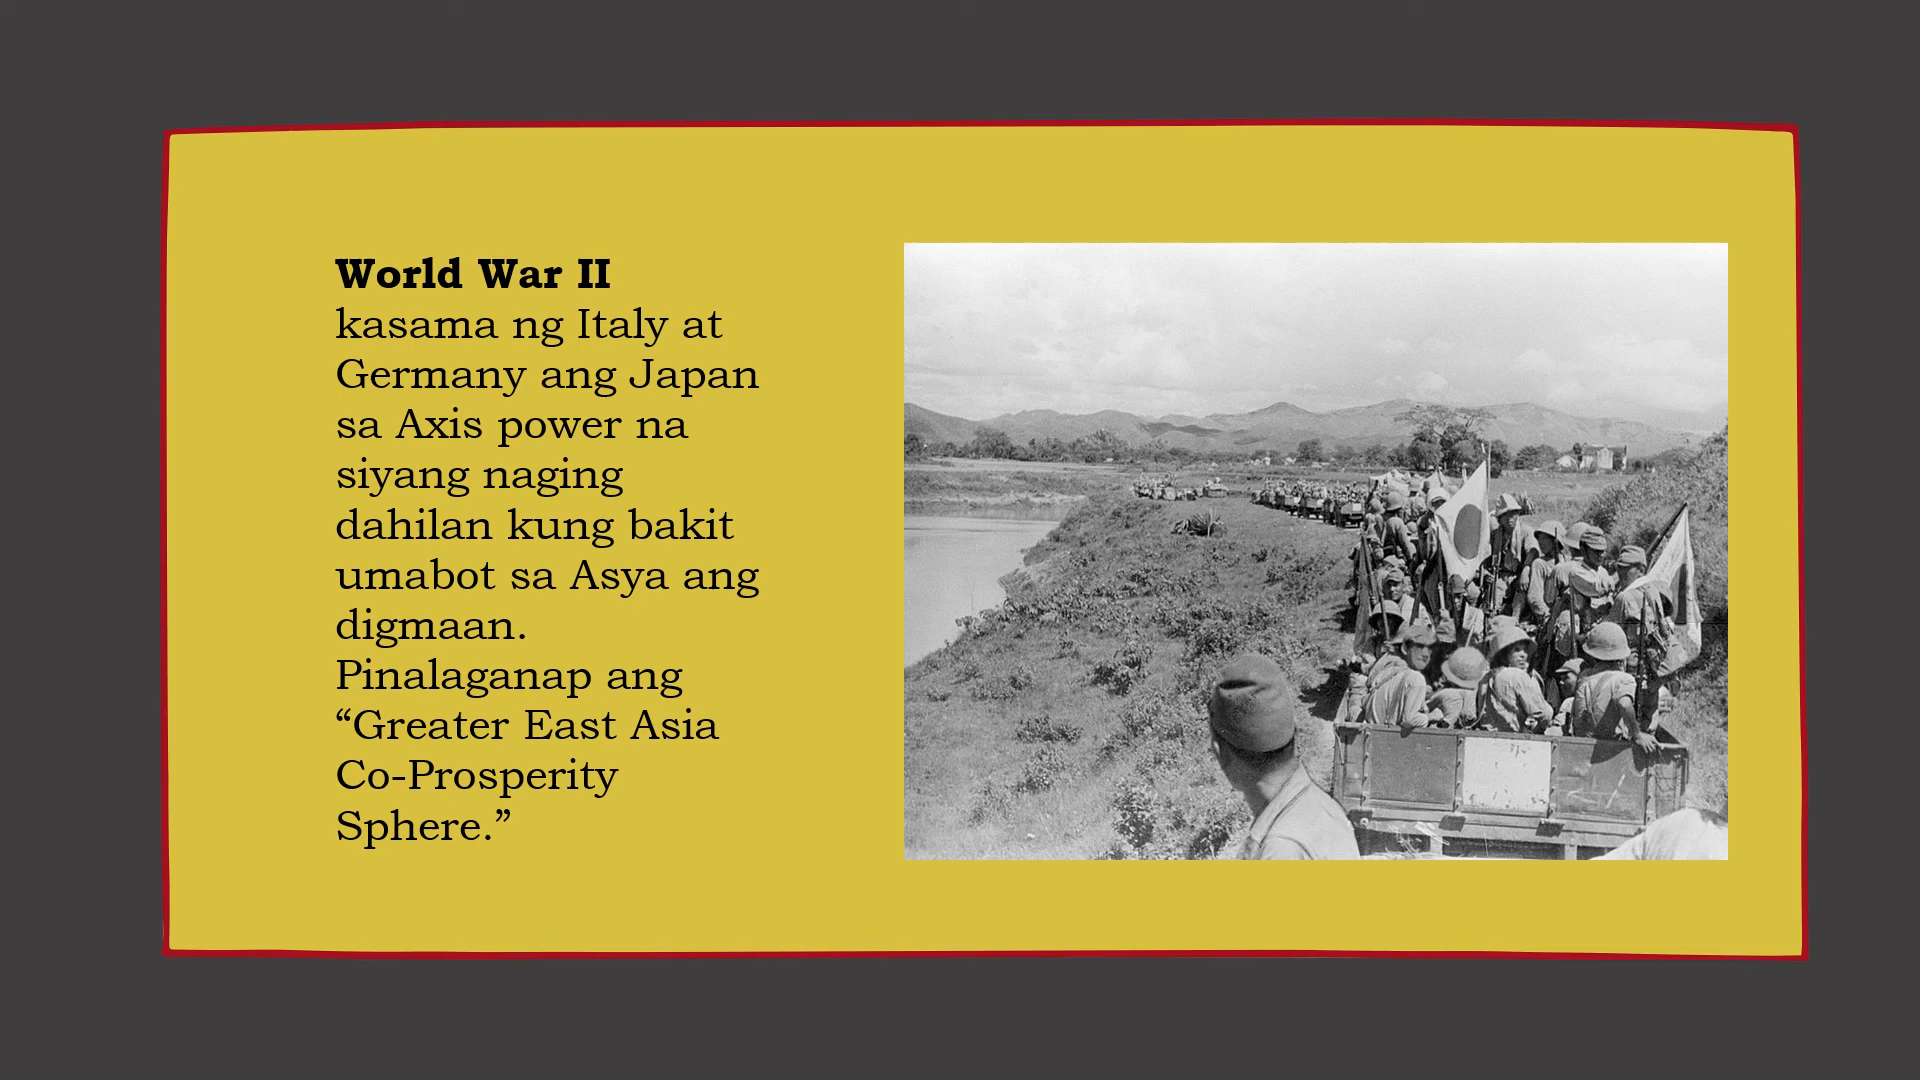 World War II
kasama ng Italy at
Germany ang Japan
sa Axis power na
siyang naging
dahilan kung bakit
umabot sa Asya ang
digmaan.
Pinalaganap ang
“Greater East Asia
Co-Prosperity
Sphere.”